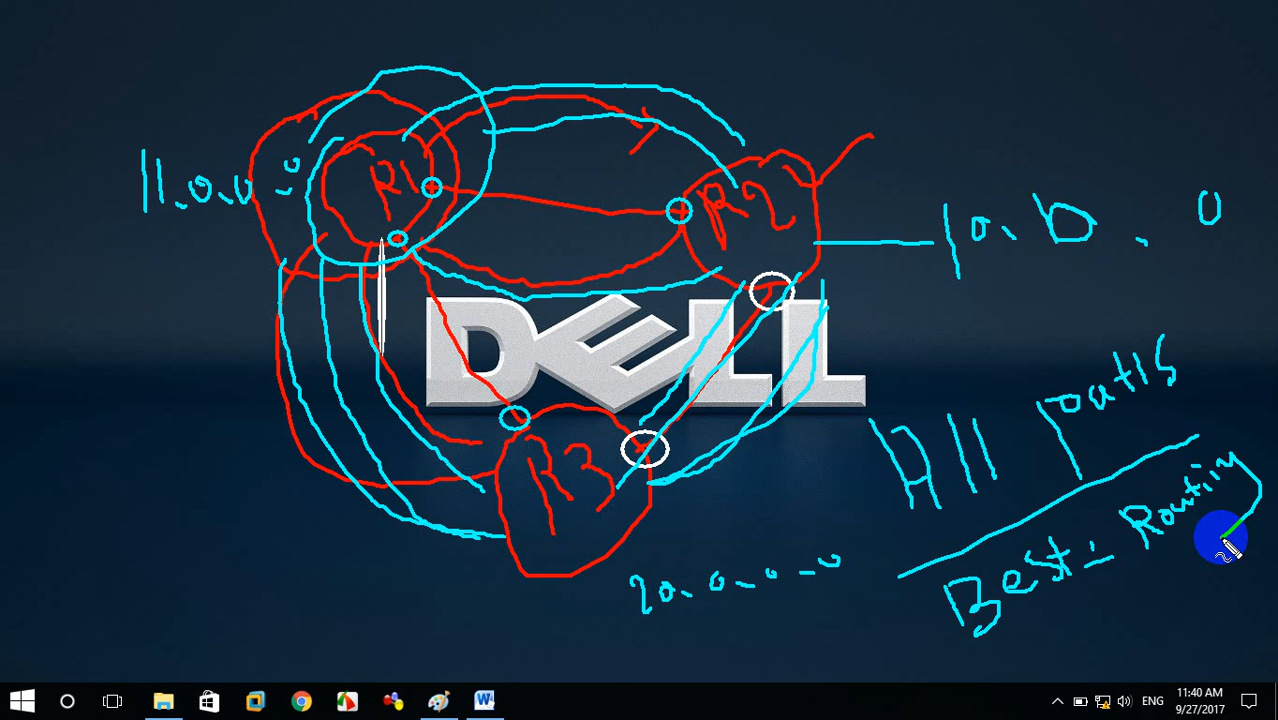 R1
11.0.0.0
R2
10.0.0
DELL
R3
All paths
Best = Routing
20.0.0.0
ENG
11:40 AM
9/27/2017